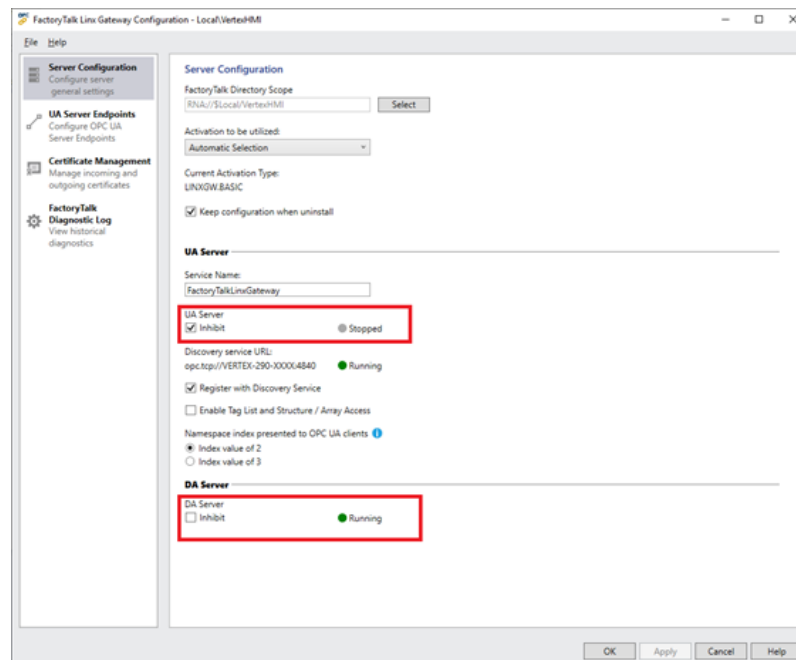 OPC
FactoryTalk Linx Gateway Configuration - Local\VertexHMI
File Help
Server Configuration
Configure server
general settings
UA Server Endpoints
Configure OPC UA
Server Endpoints
Certificate Management
Manage incoming and
outgoing certificates
FactoryTalk
Diagnostic Log
View historical
diagnostics
Server Configuration
FactoryTalk Directory Scope
RNA://$Local/VertexHMI
Select
Activation to be utilized:
Automatic Selection
Current Activation Type:
LINXGW.BASIC
Keep configuration when uninstall
UA Server
Service Name:
FactoryTalkLinxGateway
UA Server
Inhibit Stopped
Discovery service URL:
opc.tcp://VERTEX-290-XXXX:4840 Running
Register with Discovery Service
Enable Tag List and Structure / Array Access
Namespace index presented to OPC UA clients
Index value of 2
Index value of 3
DA Server
DA Server
Inhibit Running
OK Apply Cancel Help